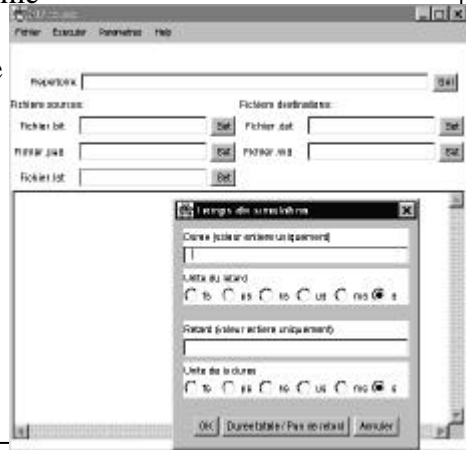 Fichier Executer Parametres Help
Repertoire: Sel
Fichiers sources: Fichiers destinations:
Fichier .bit: Sel Fichier .dat: Sel
Fichier .pad: Sel Fichier .md: Sel
Fichier .lst: Sel
Temps de simulation
Duree (valeur entiere uniquement)
Unite du retard
fs ps ns us ms s
Retard (valeur entiere uniquement)
Unite de la duree
fs ps ns us ms s
OK Duree totale / Pas de retard Annuler